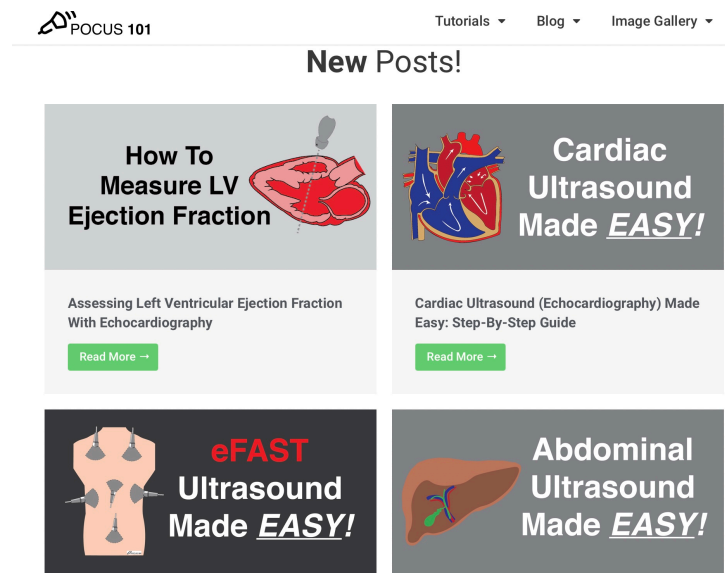 POCUS 101
Tutorials
Blog
Image Gallery
New Posts!
How To
Measure LV
Ejection Fraction
Cardiac
Ultrasound
Made EASY!
Assessing Left Ventricular Ejection Fraction
With Echocardiography
Read More →
Cardiac Ultrasound (Echocardiography) Made
Easy: Step-By-Step Guide
Read More →
eFAST
Ultrasound
Made EASY!
Abdominal
Ultrasound
Made EASY!